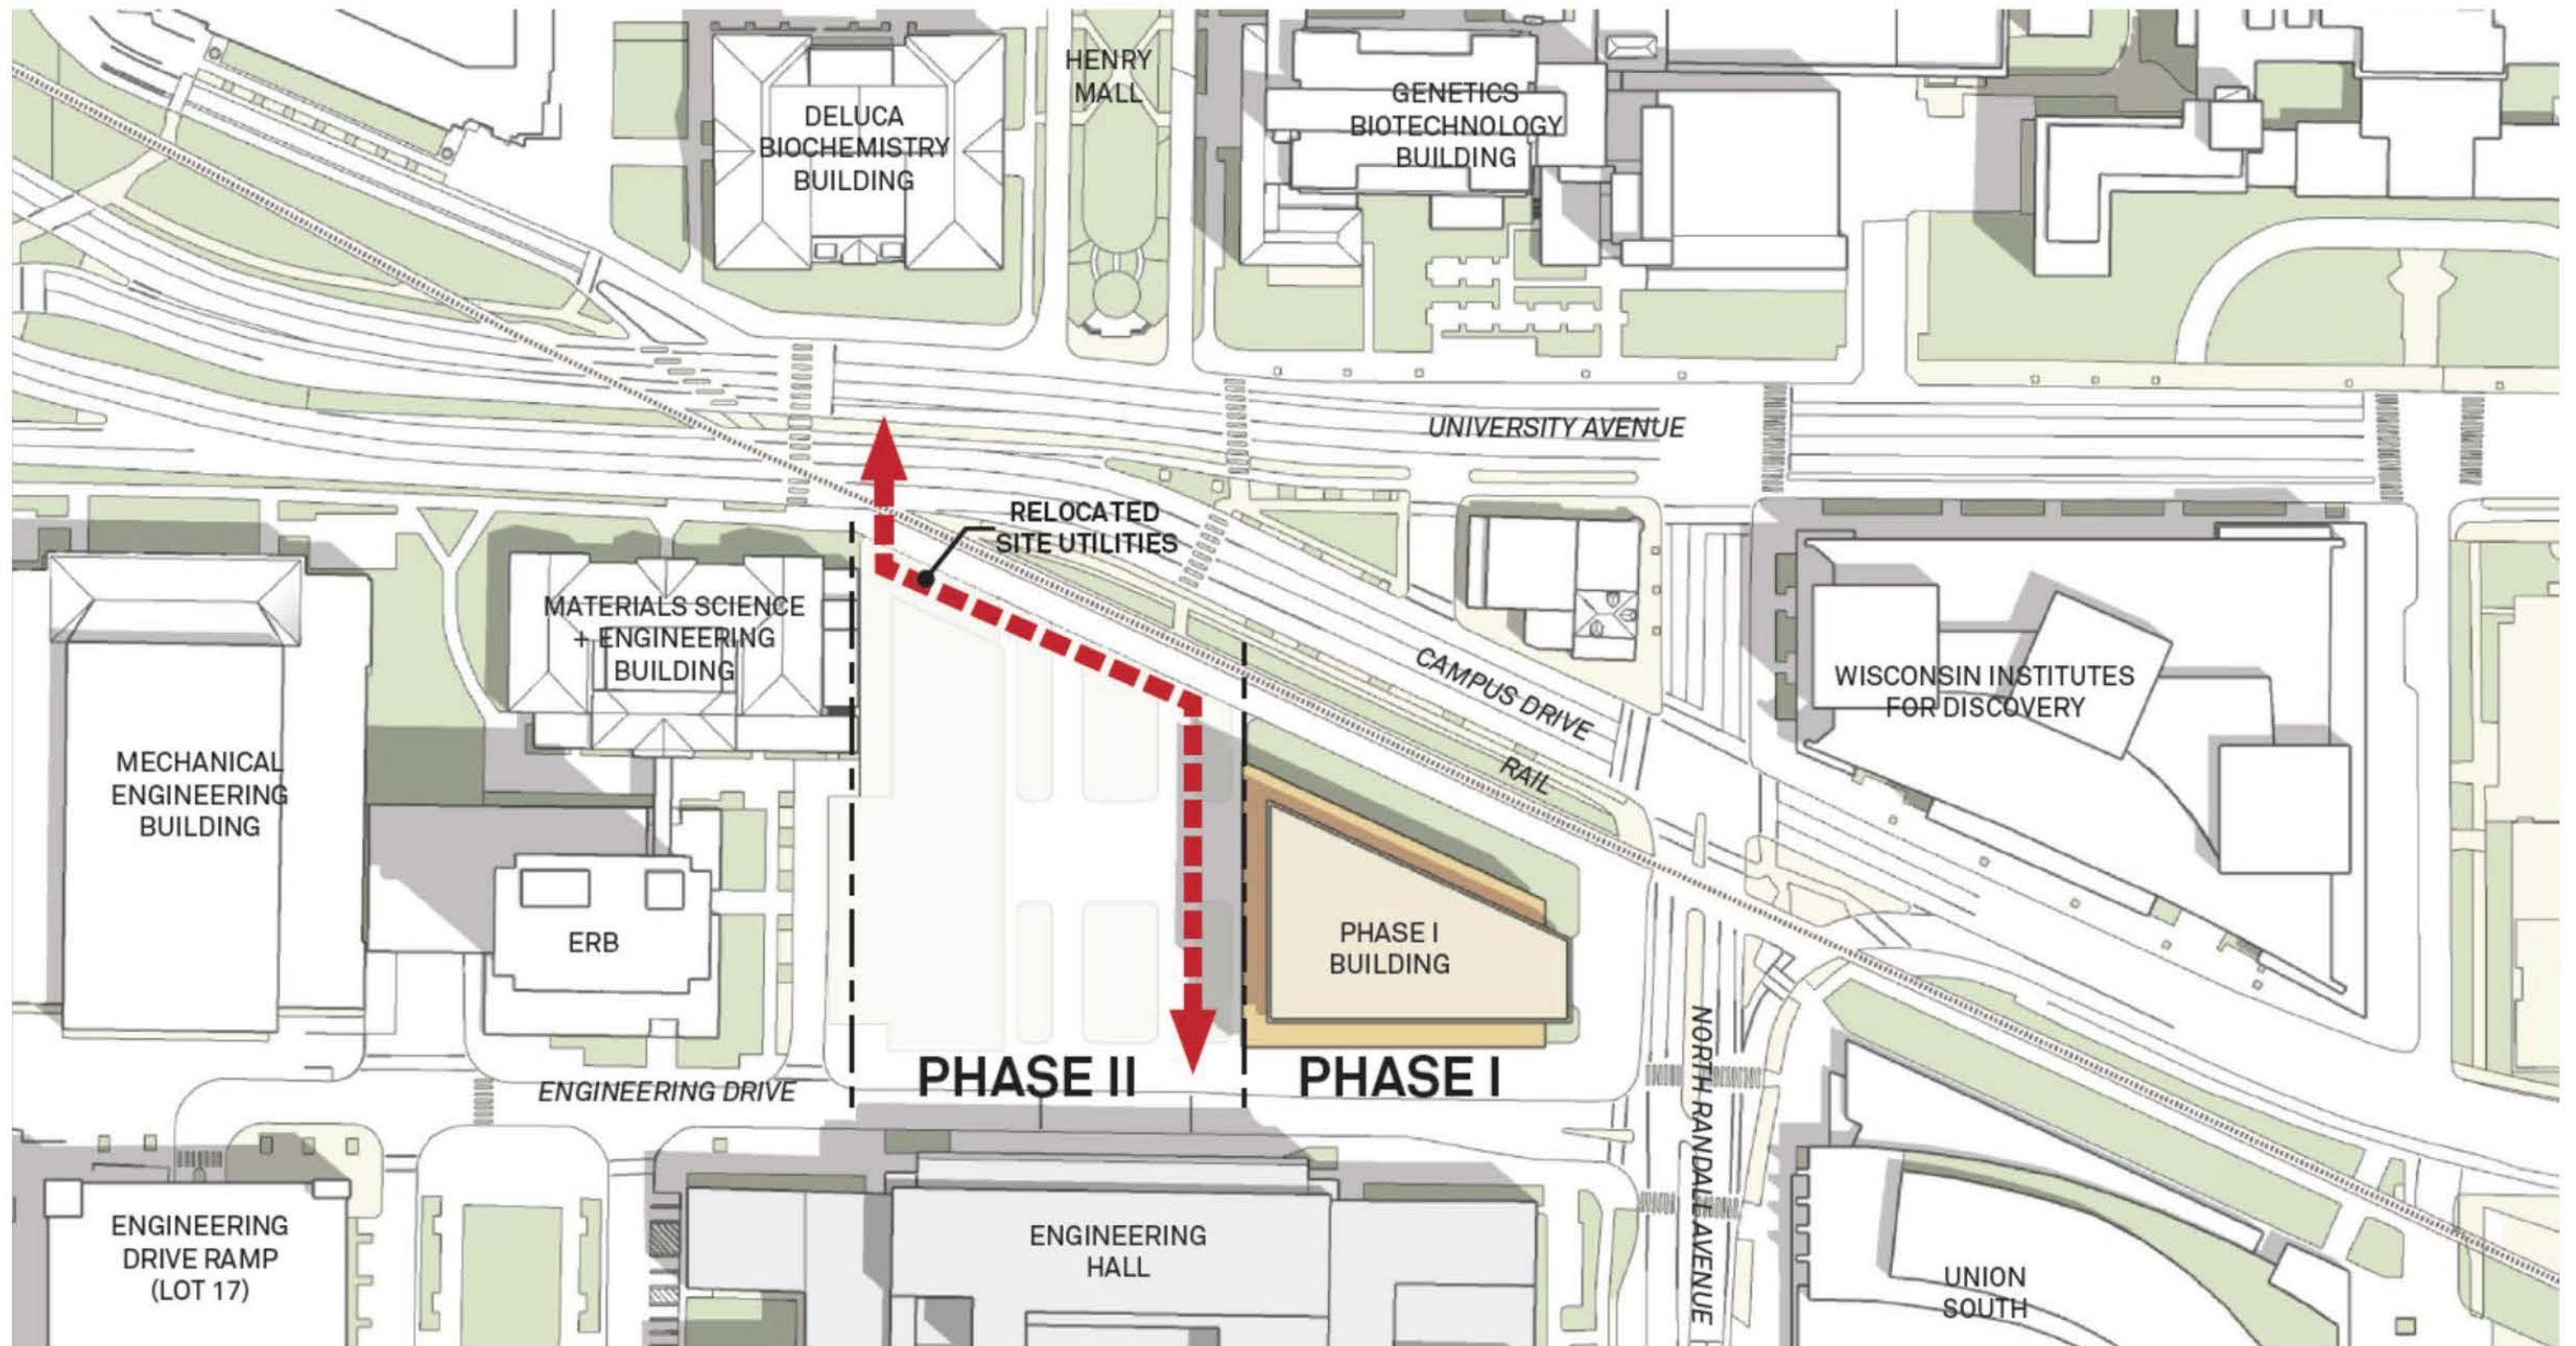 HENRY
MALL
DELUCA
BIOCHEMISTRY
BUILDING
GENETICS
BIOTECHNOLOGY
BUILDING
UNIVERSITY AVENUE
RELOCATED
SITE UTILITIES
MATERIALS SCIENCE
+ ENGINEERING
BUILDING
CAMPUS DRIVE
WISCONSIN INSTITUTES
FOR DISCOVERY
MECHANICAL
ENGINEERING
BUILDING
RAIL
ERB
PHASE I
BUILDING
PHASE II
PHASE I
ENGINEERING DRIVE
NORTH RANDALL AVENUE
ENGINEERING
DRIVE RAMP
(LOT 17)
ENGINEERING
HALL
UNION
SOUTH